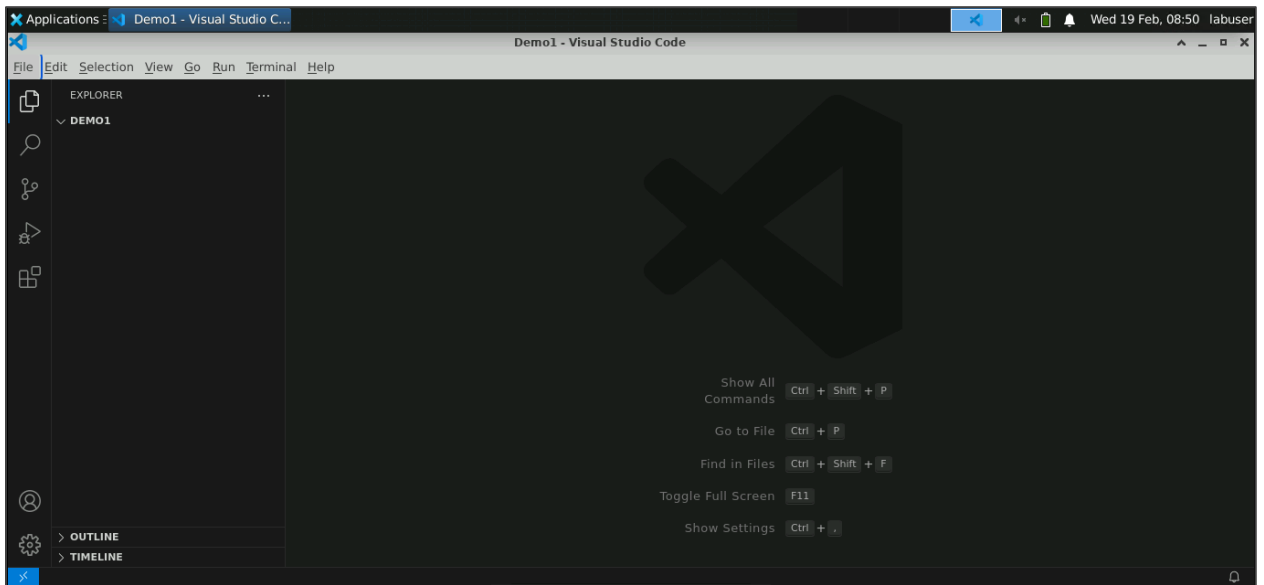 Applications Demo1 - Visual Studio C... Wed 19 Feb, 08:50 labuser
Demo1 - Visual Studio Code
File Edit Selection View Go Run Terminal Help
EXPLORER ...
DEMO1
Show All
Commands Ctrl + Shift + P
Go to File Ctrl + P
Find in Files Ctrl + Shift + F
Toggle Full Screen F11
Show Settings Ctrl + ,
OUTLINE
TIMELINE